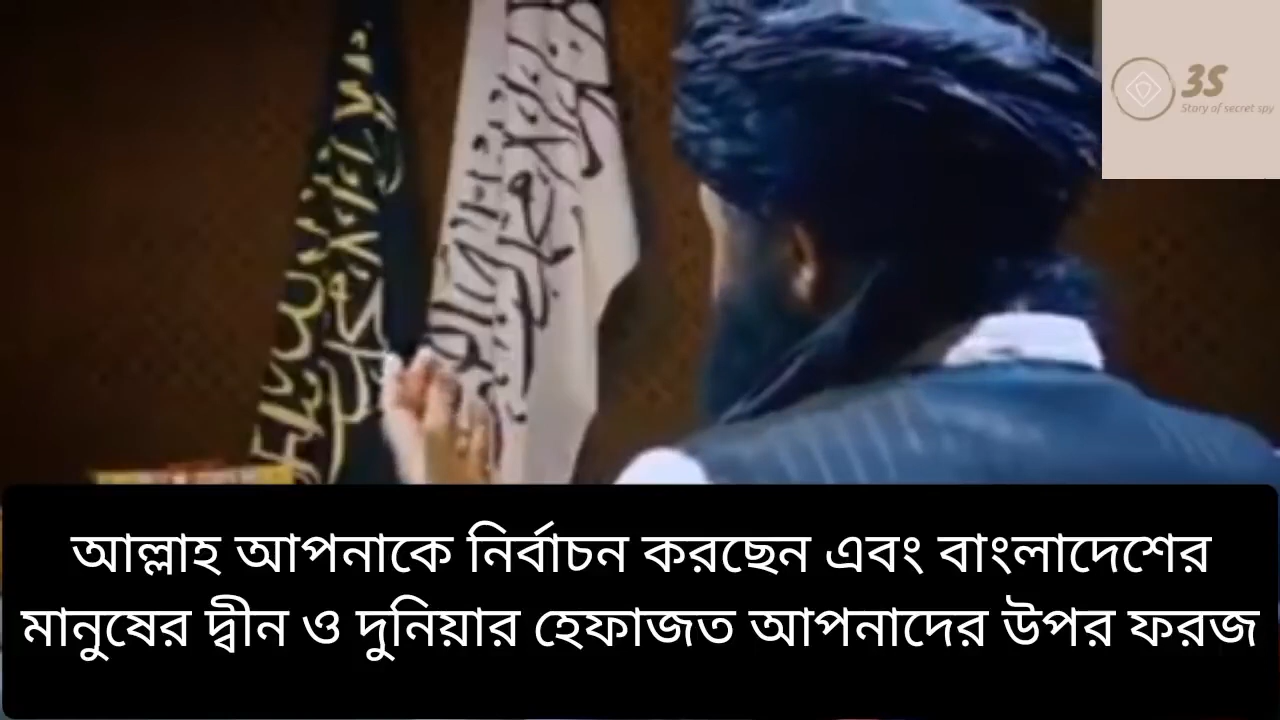 3S
Story of secret spy
আল্লাহ আপনাকে নির্বাচন করছেন এবং বাংলাদেশের
মানুষের দ্বীন ও দুনিয়ার হেফাজত আপনাদের উপর ফরজ